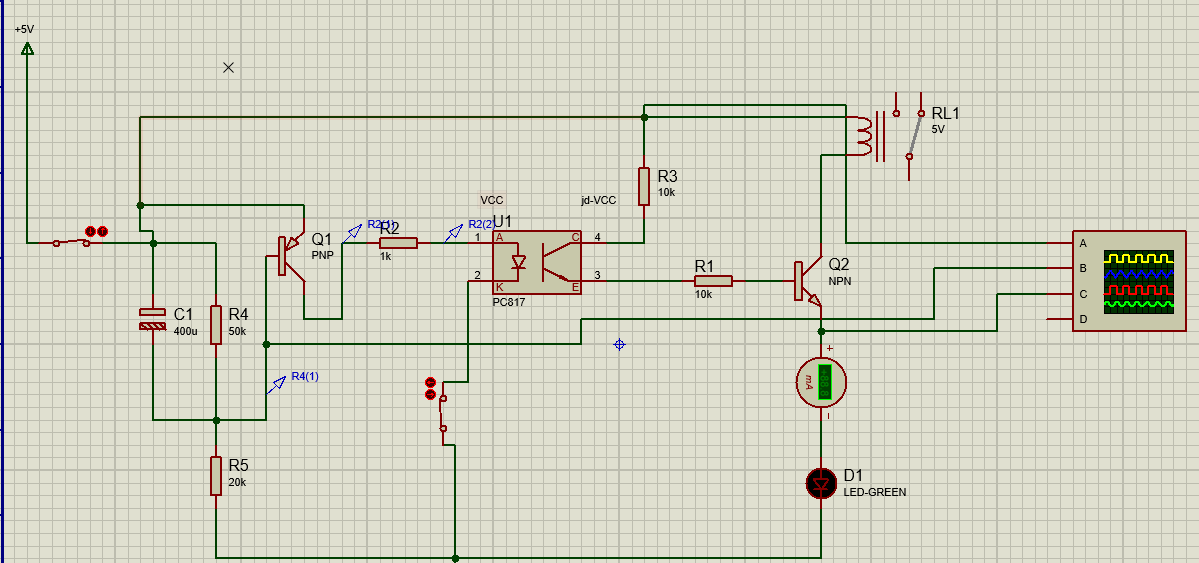 +5V
RL1
5V
R3
10k
VCC
jd-VCC
R2(1)
R2
1k
R2(2)
U1
Q1
PNP
1
A
C
4
2
K
E
3
PC817
R1
10k
Q2
NPN
A
B
C
D
C1
400u
R4
50k
R4(1)
+
mA
-
R5
20k
D1
LED-GREEN